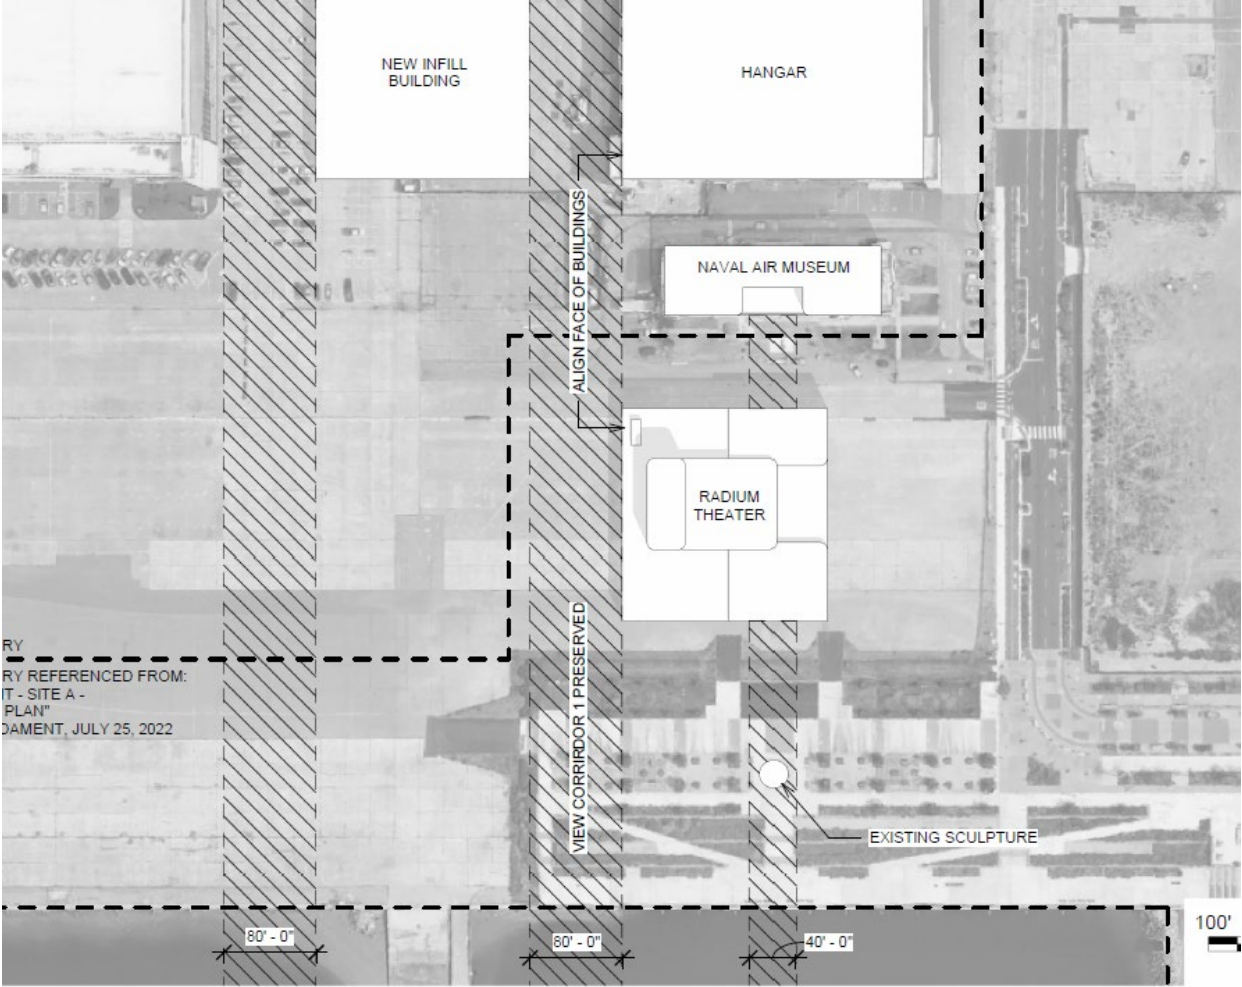 NEW INFILL
BUILDING
HANGAR
ALIGN FACE OF BUILDINGS
NAVAL AIR MUSEUM
RADIUM
THEATER
VIEW CORRIRDOR 1 PRESERVED
RY
RY REFERENCED FROM:
IT - SITE A -
PLAN"
DAMENT, JULY 25, 2022
EXISTING SCULPTURE
80' - 0"
80' - 0"
40' - 0"
100'